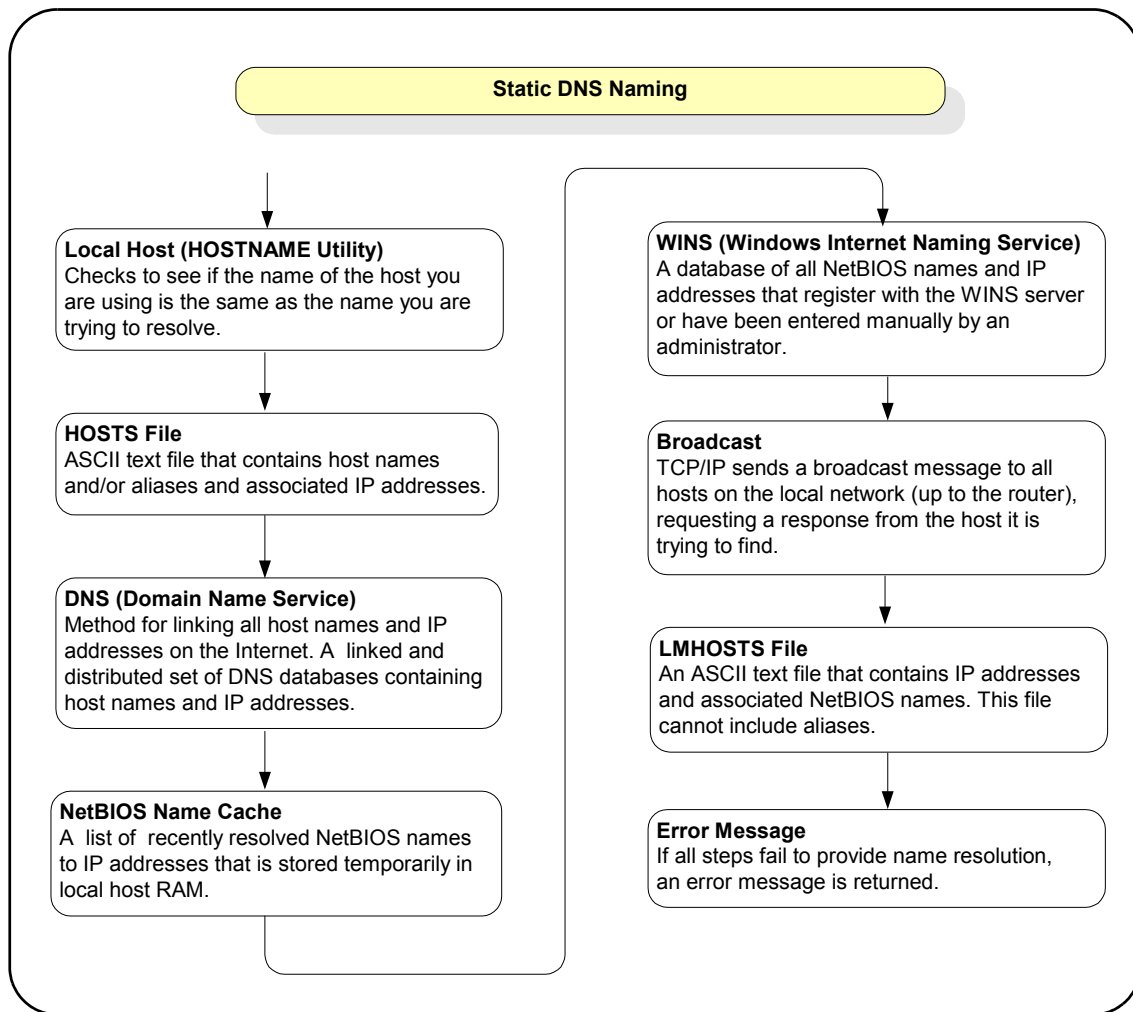 Static DNS Naming
Local Host (HOSTNAME Utility)
Checks to see if the name of the host you
are using is the same as the name you are
trying to resolve.
HOSTS File
ASCII text file that contains host names
and/or aliases and associated IP addresses.
DNS (Domain Name Service)
Method for linking all host names and IP
addresses on the Internet. A linked and
distributed set of DNS databases containing
host names and IP addresses.
NetBIOS Name Cache
A list of recently resolved NetBIOS names
to IP addresses that is stored temporarily in
local host RAM.
WINS (Windows Internet Naming Service)
A database of all NetBIOS names and IP
addresses that register with the WINS server
or have been entered manually by an
administrator.
Broadcast
TCP/IP sends a broadcast message to all
hosts on the local network (up to the router),
requesting a response from the host it is
trying to find.
LMHOSTS File
An ASCII text file that contains IP addresses
and associated NetBIOS names. This file
cannot include aliases.
Error Message
If all steps fail to provide name resolution,
an error message is returned.